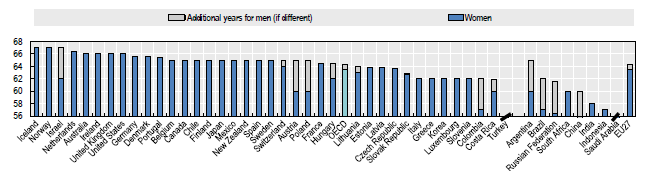 Additional years for men (if different)
Women
68
66
64
62
60
58
56
Iceland
Norway
Israel
Netherlands
Australia
Ireland
United Kingdom
United States
Germany
Denmark
Portugal
Belgium
Canada
Chile
Finland
Japan
Mexico
New Zealand
Spain
Sweden
Switzerland
Austria
Poland
France
Hungary
OECD
Lithuania
Estonia
Latvia
Czech Republic
Slovak Republic
Italy
Greece
Korea
Luxembourg
Slovenia
Colombia
Costa Rica
Turkey
Argentina
Brazil
Russian Federation
South Africa
China
India
Indonesia
Saudi Arabia
EU27